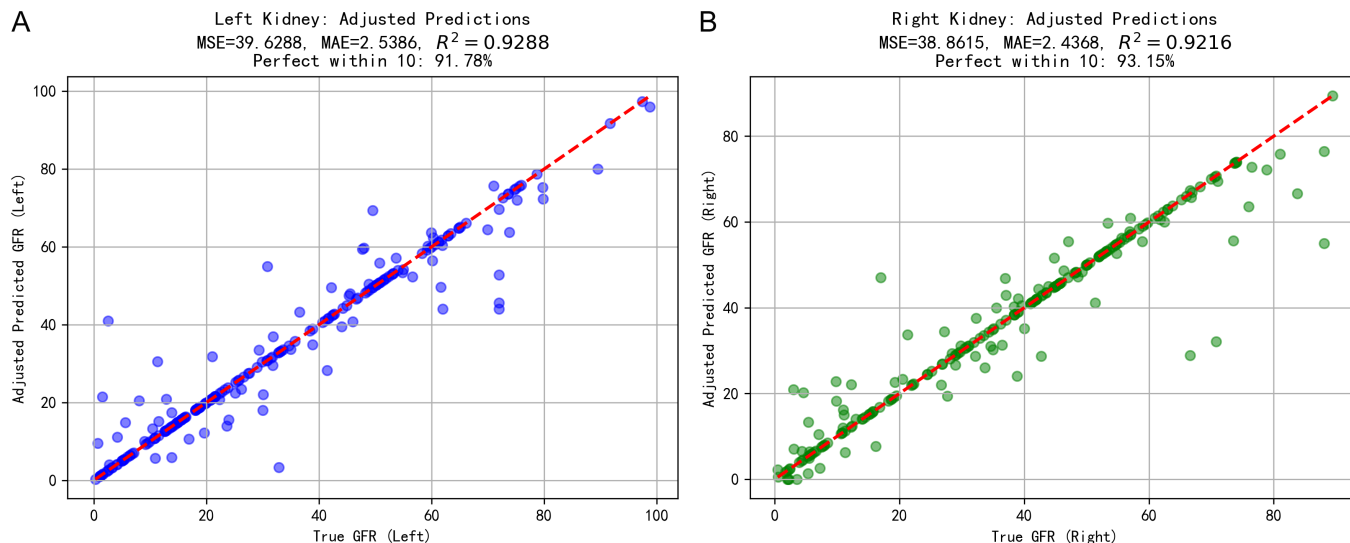 A
Left Kidney: Adjusted Predictions
MSE=39.6288, MAE=2.5386, R² = 0.9288
Perfect within 10: 91.78%
100
80
60
40
20
0
Adjusted Predicted GFR (Left)
0 20 40 60 80 100
True GFR (Left)
B
Right Kidney: Adjusted Predictions
MSE=38.8615, MAE=2.4368, R² = 0.9216
Perfect within 10: 93.15%
80
60
40
20
0
Adjusted Predicted GFR (Right)
0 20 40 60 80
True GFR (Right)